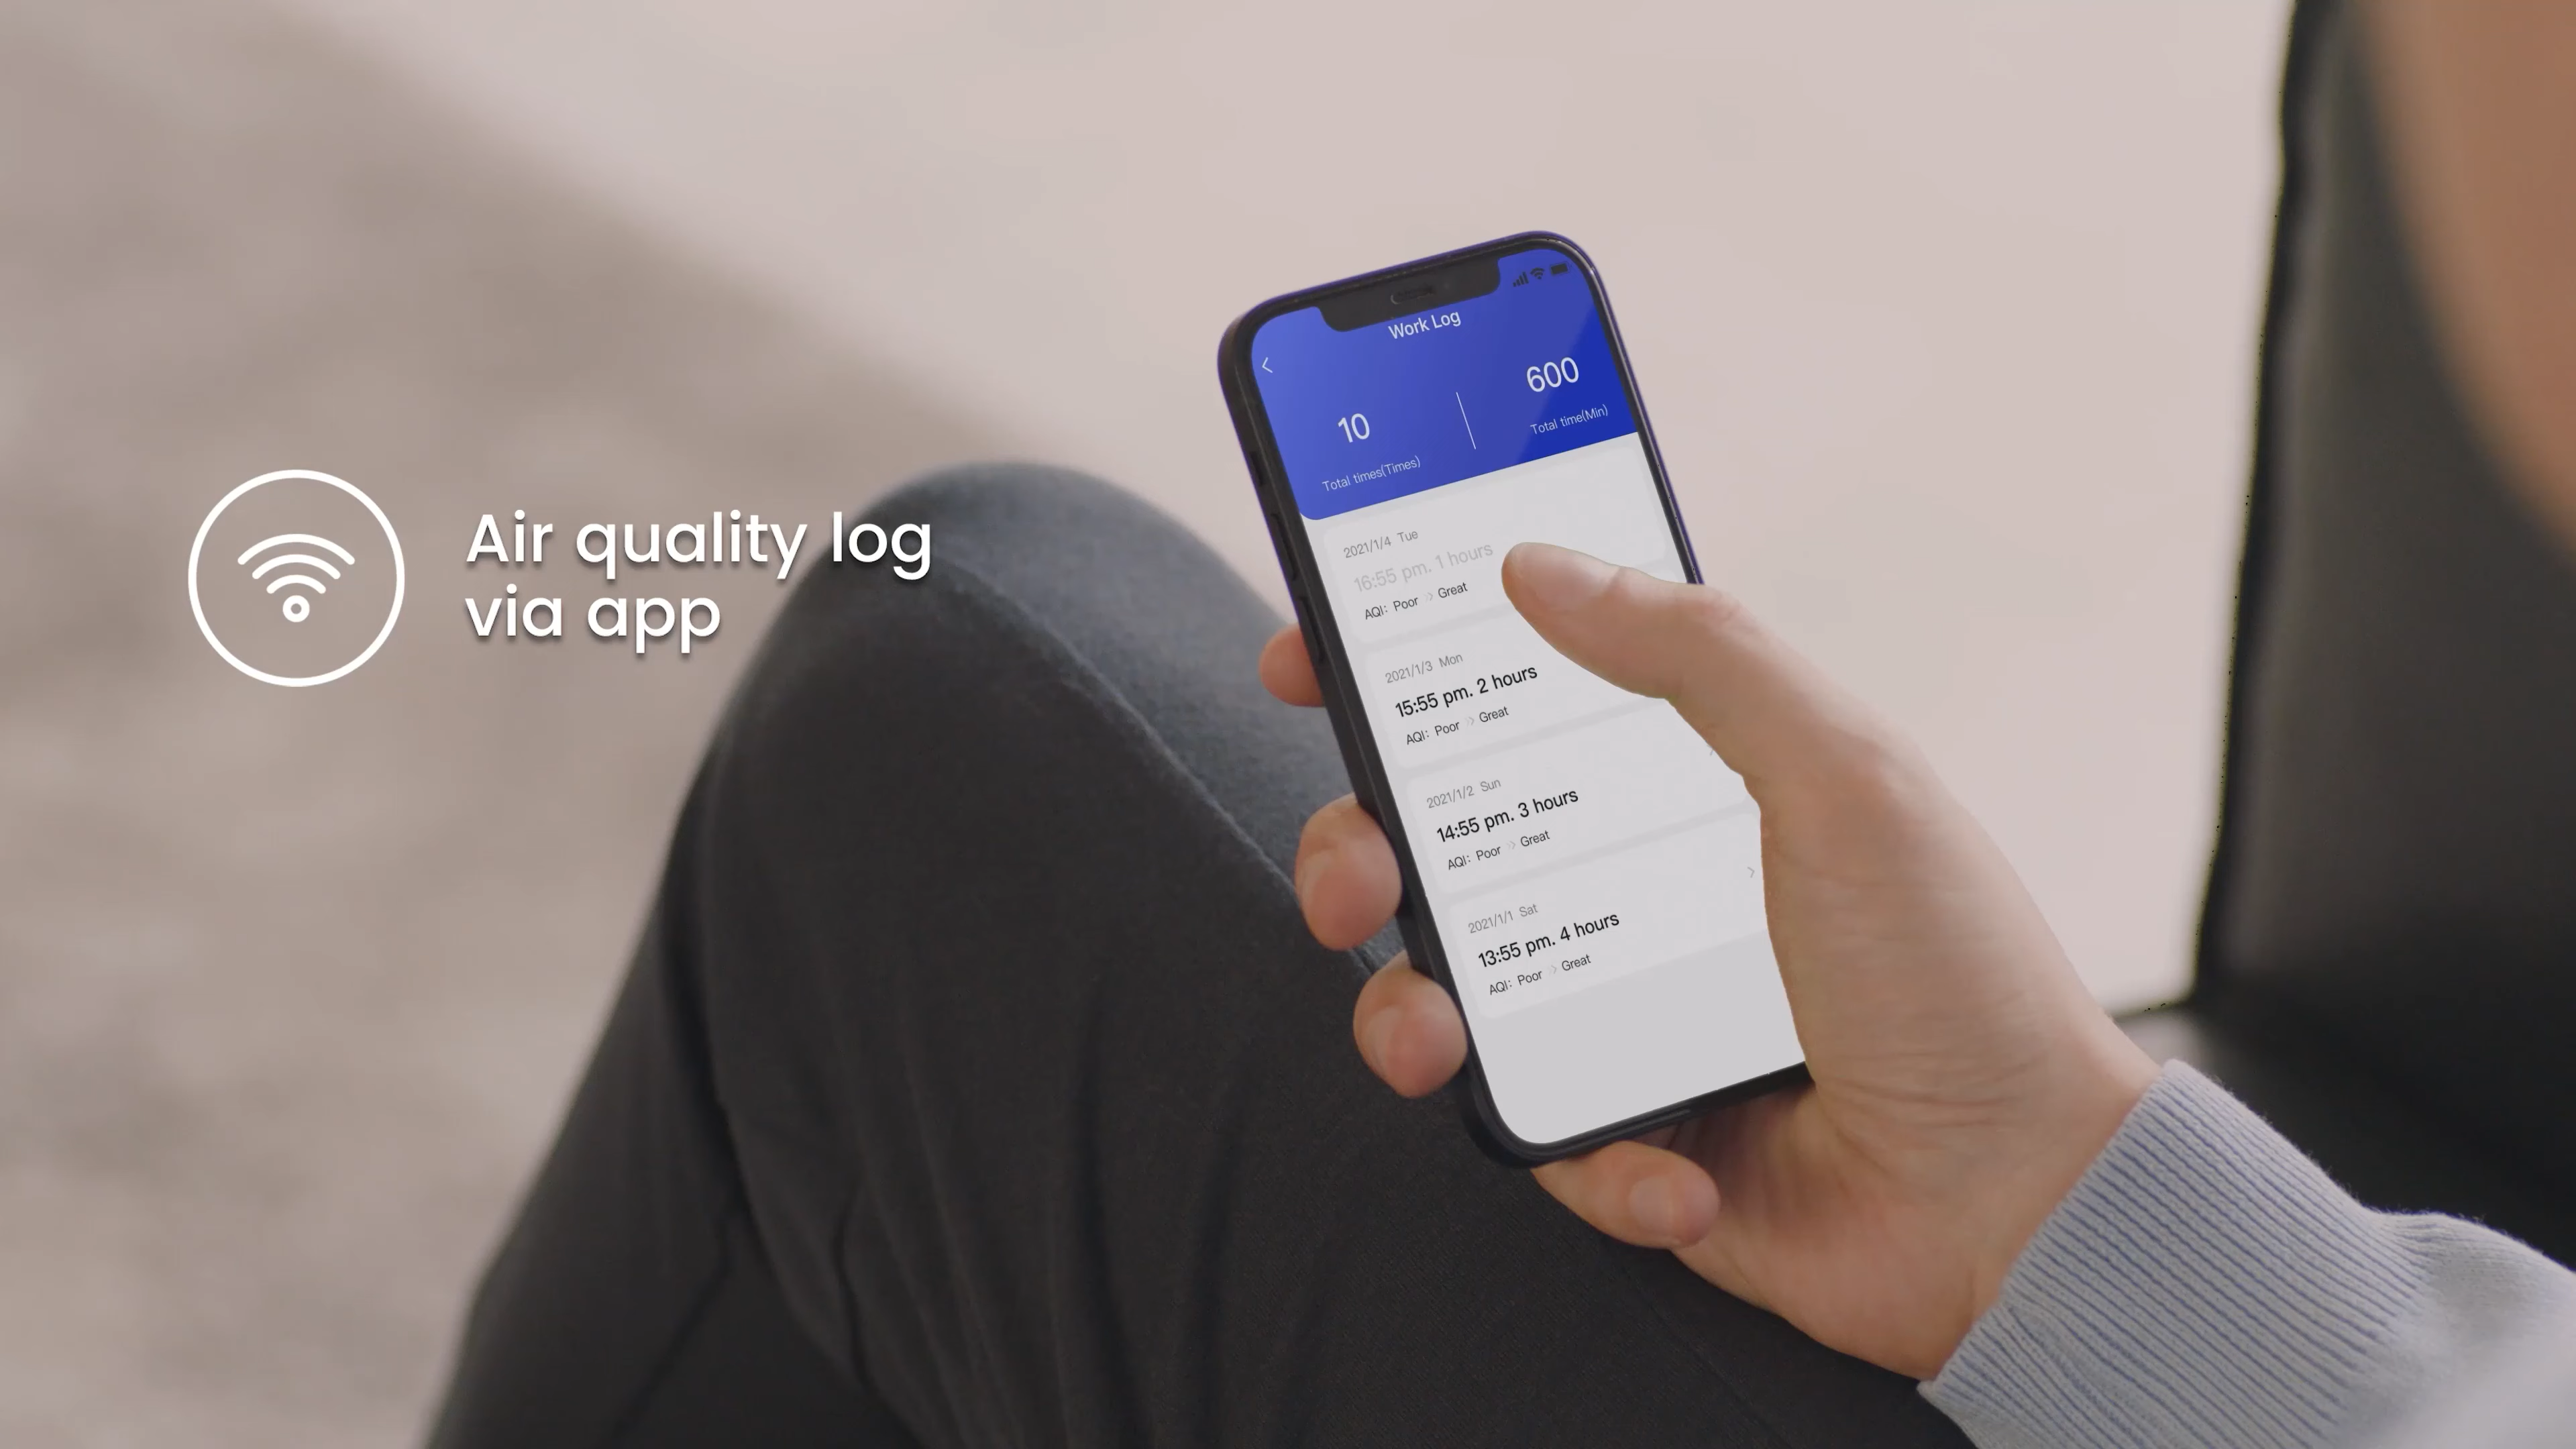 Air quality log
via app
Work Log
10
Total times(Times)
600
Total time(Min)
2021/1/4 Tue
16:55 pm. 1 hours
AQI: Poor » Great
2021/1/3 Mon
15:55 pm. 2 hours
AQI: Poor » Great
2021/1/2 Sun
14:55 pm. 3 hours
AQI: Poor » Great
2021/1/1 Sat
13:55 pm. 4 hours
AQI: Poor » Great